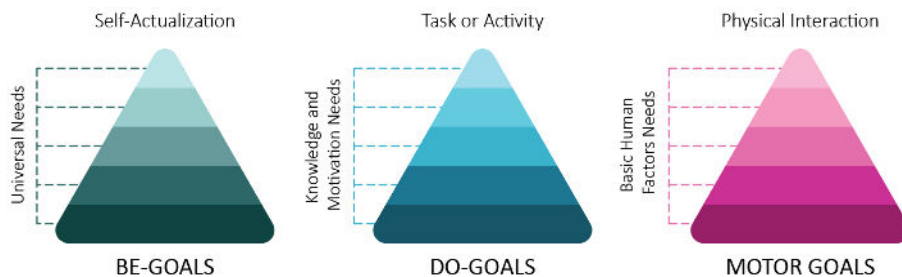 Self-Actualization
Universal Needs
BE-GOALS
Task or Activity
Knowledge and
Motivation Needs
DO-GOALS
Physical Interaction
Basic Human
Factors Needs
MOTOR GOALS